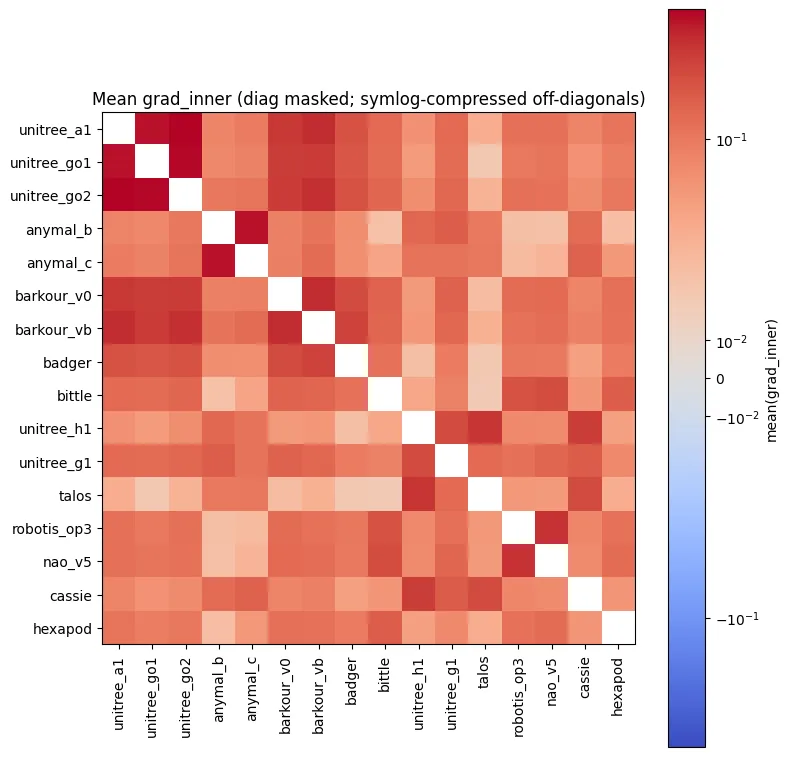 Mean grad_inner (diag masked; symlog-compressed off-diagonals)
unitree_a1
unitree_go1
unitree_go2
anymal_b
anymal_c
barkour_v0
barkour_vb
badger
bittle
unitree_h1
unitree_g1
talos
robotis_op3
nao_v5
cassie
hexapod
unitree_a1
unitree_go1
unitree_go2
anymal_b
anymal_c
barkour_v0
barkour_vb
badger
bittle
unitree_h1
unitree_g1
talos
robotis_op3
nao_v5
cassie
hexapod
10⁻¹
10⁻²
0
−10⁻²
−10⁻¹
mean(grad_inner)